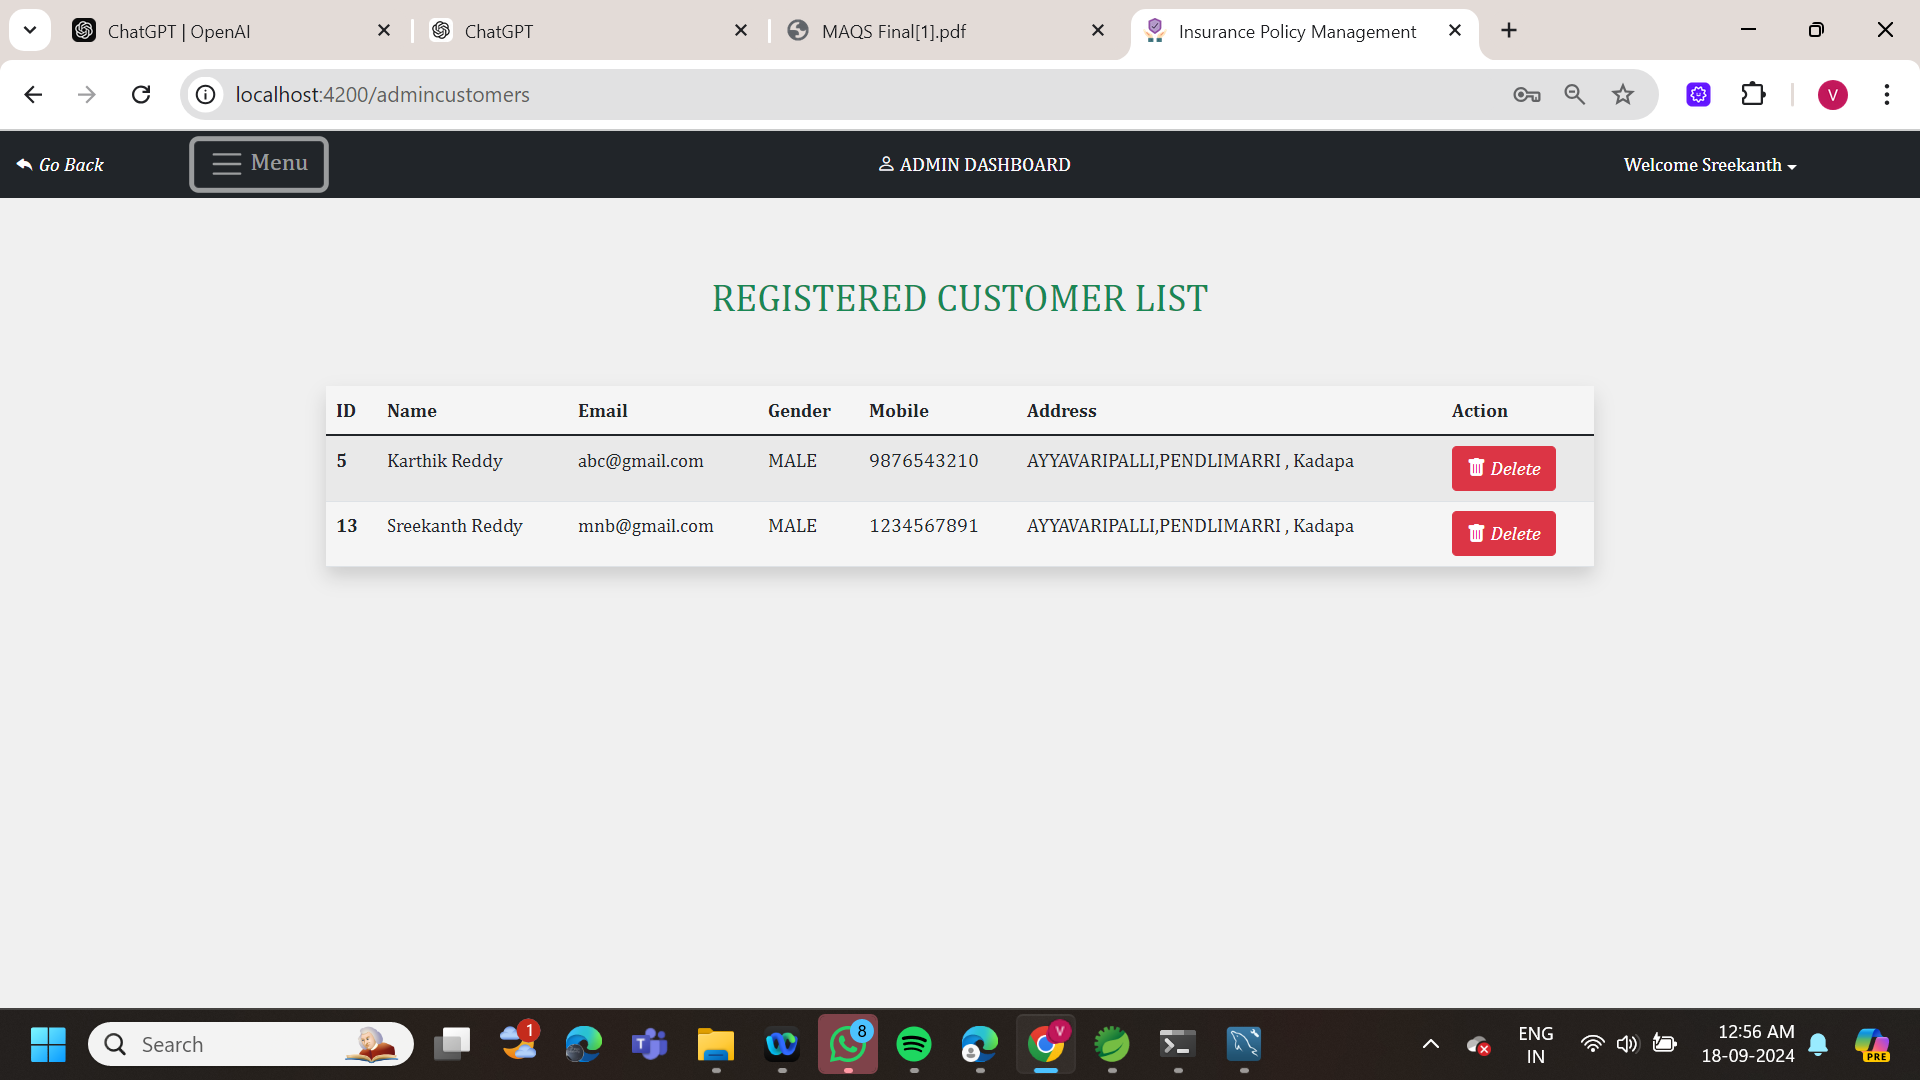 ChatGPT | OpenAI
ChatGPT
MAQS Final[1].pdf
Insurance Policy Management
localhost:4200/admincustomers
V
Go Back
Menu
ADMIN DASHBOARD
Welcome Sreekanth
REGISTERED CUSTOMER LIST
ID Name Email Gender Mobile Address Action
5 Karthik Reddy abc@gmail.com MALE 9876543210 AYYAVARIPALLI,PENDLIMARRI , Kadapa Delete
13 Sreekanth Reddy mnb@gmail.com MALE 1234567891 AYYAVARIPALLI,PENDLIMARRI , Kadapa Delete
Search
1
8
V
ENG
IN
12:56 AM
18-09-2024
PRE